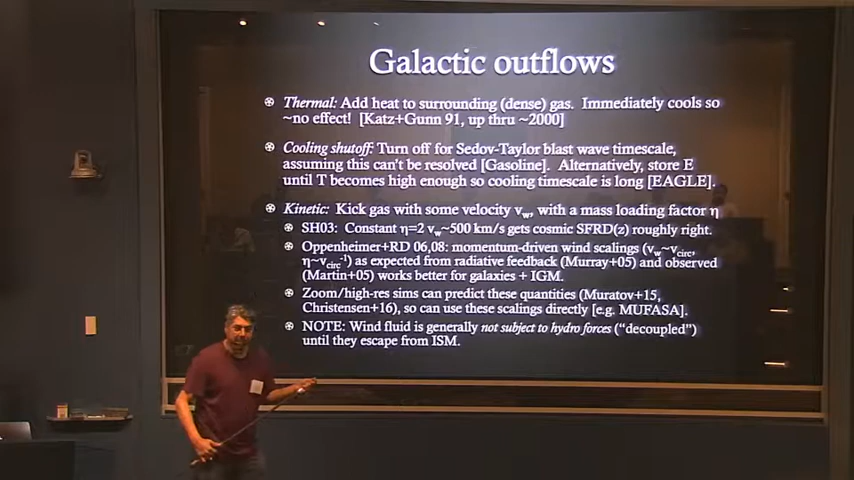 Galactic outflows
Thermal: Add heat to surrounding (dense) gas. Immediately cools so
~no effect! [Katz+Gunn 91, up thru ~2000]
Cooling shutoff: Turn off for Sedov-Taylor blast wave timescale,
assuming this can't be resolved [Gasoline]. Alternatively, store E
until T becomes high enough so cooling timescale is long [EAGLE].
Kinetic: Kick gas with some velocity vw, with a mass loading factor η
SH03: Constant η=2 vw~500 km/s gets cosmic SFRD(z) roughly right.
Oppenheimer+RD 06,08: momentum-driven wind scalings (vw~vcirc,
η~vcirc⁻¹) as expected from radiative feedback (Murray+05) and observed
(Martin+05) works better for galaxies + IGM.
Zoom/high-res sims can predict these quantities (Muratov+15,
Christensen+16), so can use these scalings directly [e.g. MUFASA].
NOTE: Wind fluid is generally not subject to hydro forces ("decoupled")
until they escape from ISM.